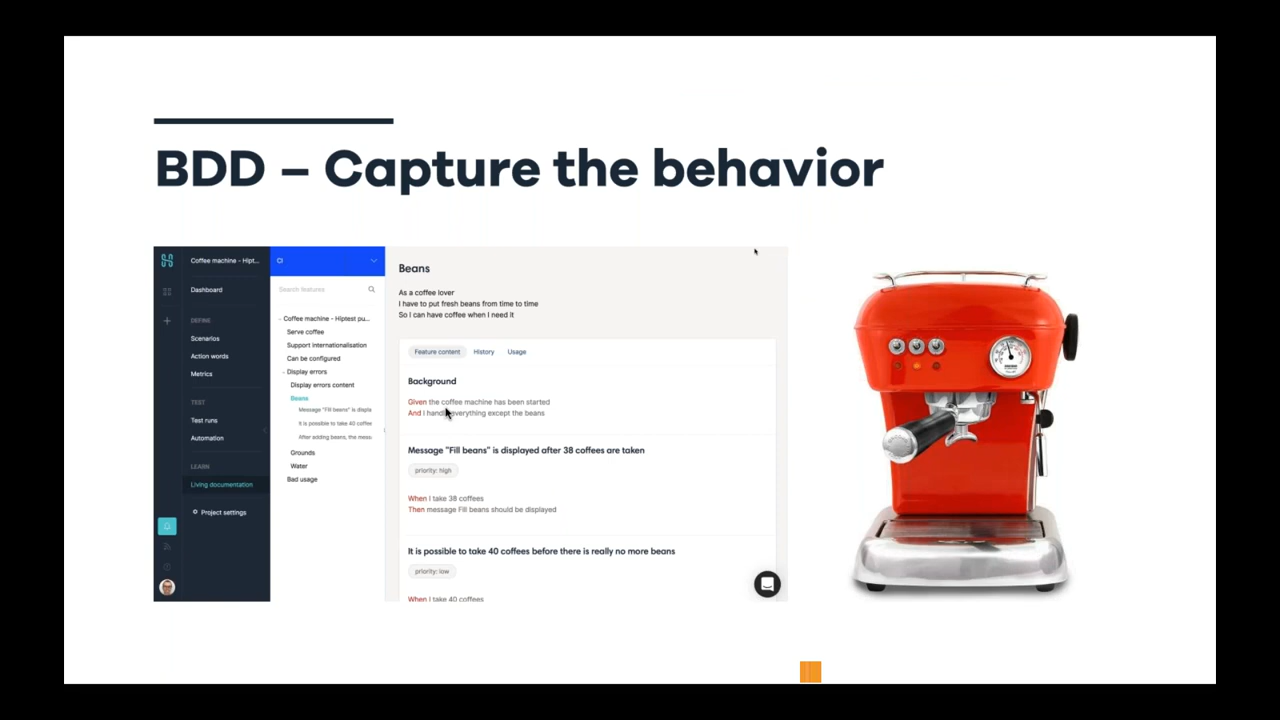 BDD – Capture the behavior
Coffee machine - Hipt...
Dashboard
DEFINE
Scenarios
Action words
Metrics
TEST
Test runs
Automation
LEARN
Living documentation
Project settings
CI
Search features
Coffee machine - Hiptest pu...
Serve coffee
Support internationalisation
Can be configured
Display errors
Display errors content
Beans
Message "Fill beans" is displa
It is possible to take 40 coffee
After adding beans, the messa
Grounds
Water
Bad usage
Beans
As a coffee lover
I have to put fresh beans from time to time
So I can have coffee when I need it
Feature content History Usage
Background
Given the coffee machine has been started
And I handle everything except the beans
Message "Fill beans" is displayed after 38 coffees are taken
priority: high
When I take 38 coffees
Then message Fill beans should be displayed
It is possible to take 40 coffees before there is really no more beans
priority: low
When I take 40 coffees